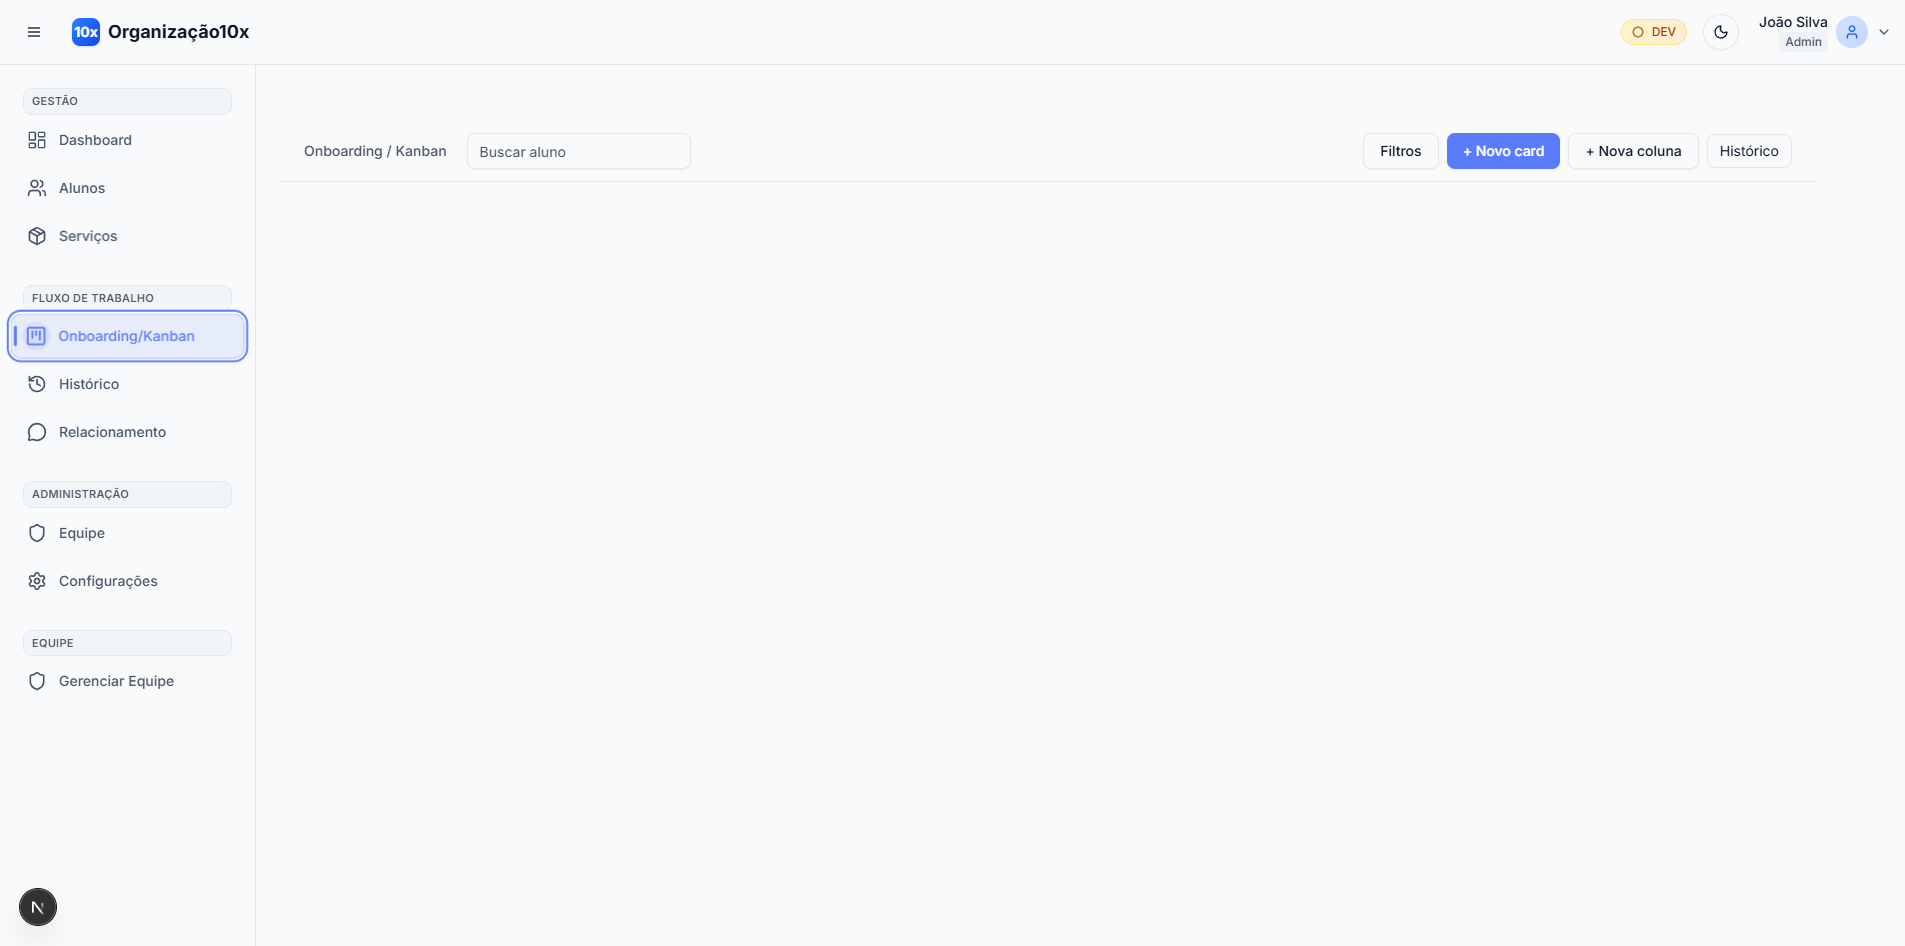 10x Organização10x
DEV
João Silva
Admin
GESTÃO
Dashboard
Alunos
Serviços
FLUXO DE TRABALHO
Onboarding/Kanban
Histórico
Relacionamento
ADMINISTRAÇÃO
Equipe
Configurações
EQUIPE
Gerenciar Equipe
N
Onboarding / Kanban
Buscar aluno
Filtros
+ Novo card
+ Nova coluna
Histórico